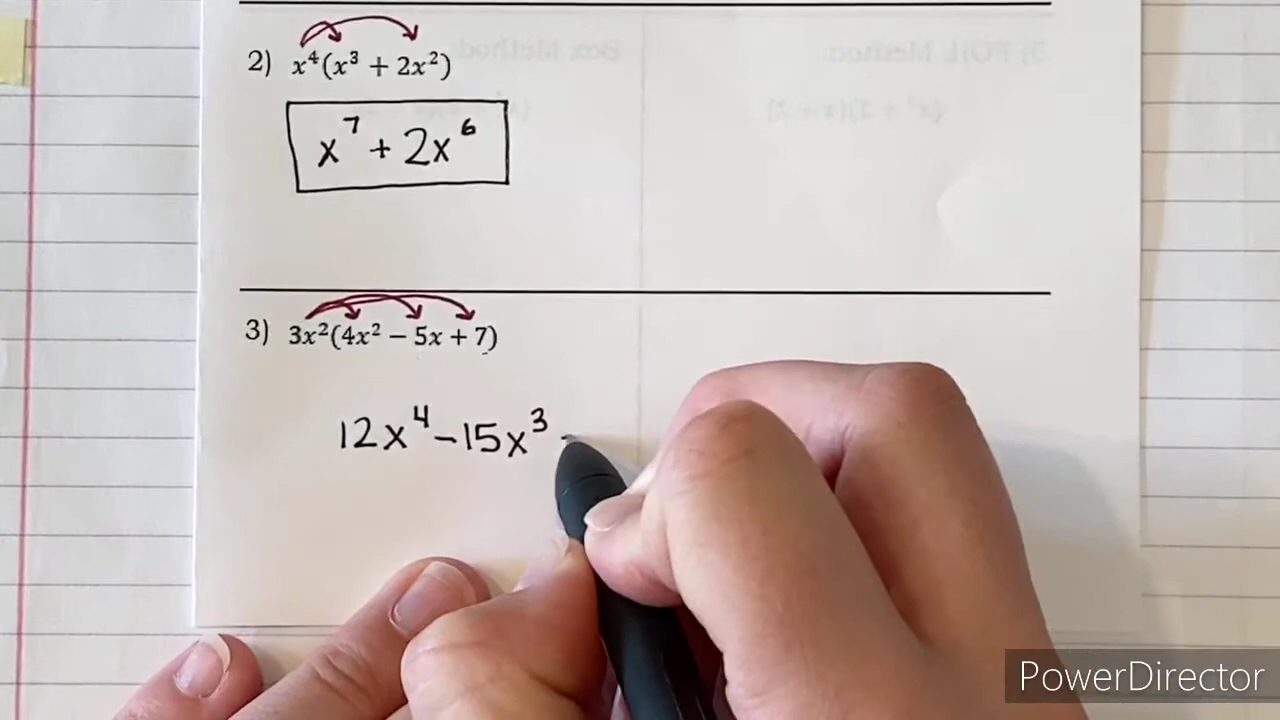 2) x⁴(x³ + 2x²)
x⁷ + 2x⁶
3) 3x²(4x² − 5x + 7)
12x⁴ − 15x³
PowerDirector